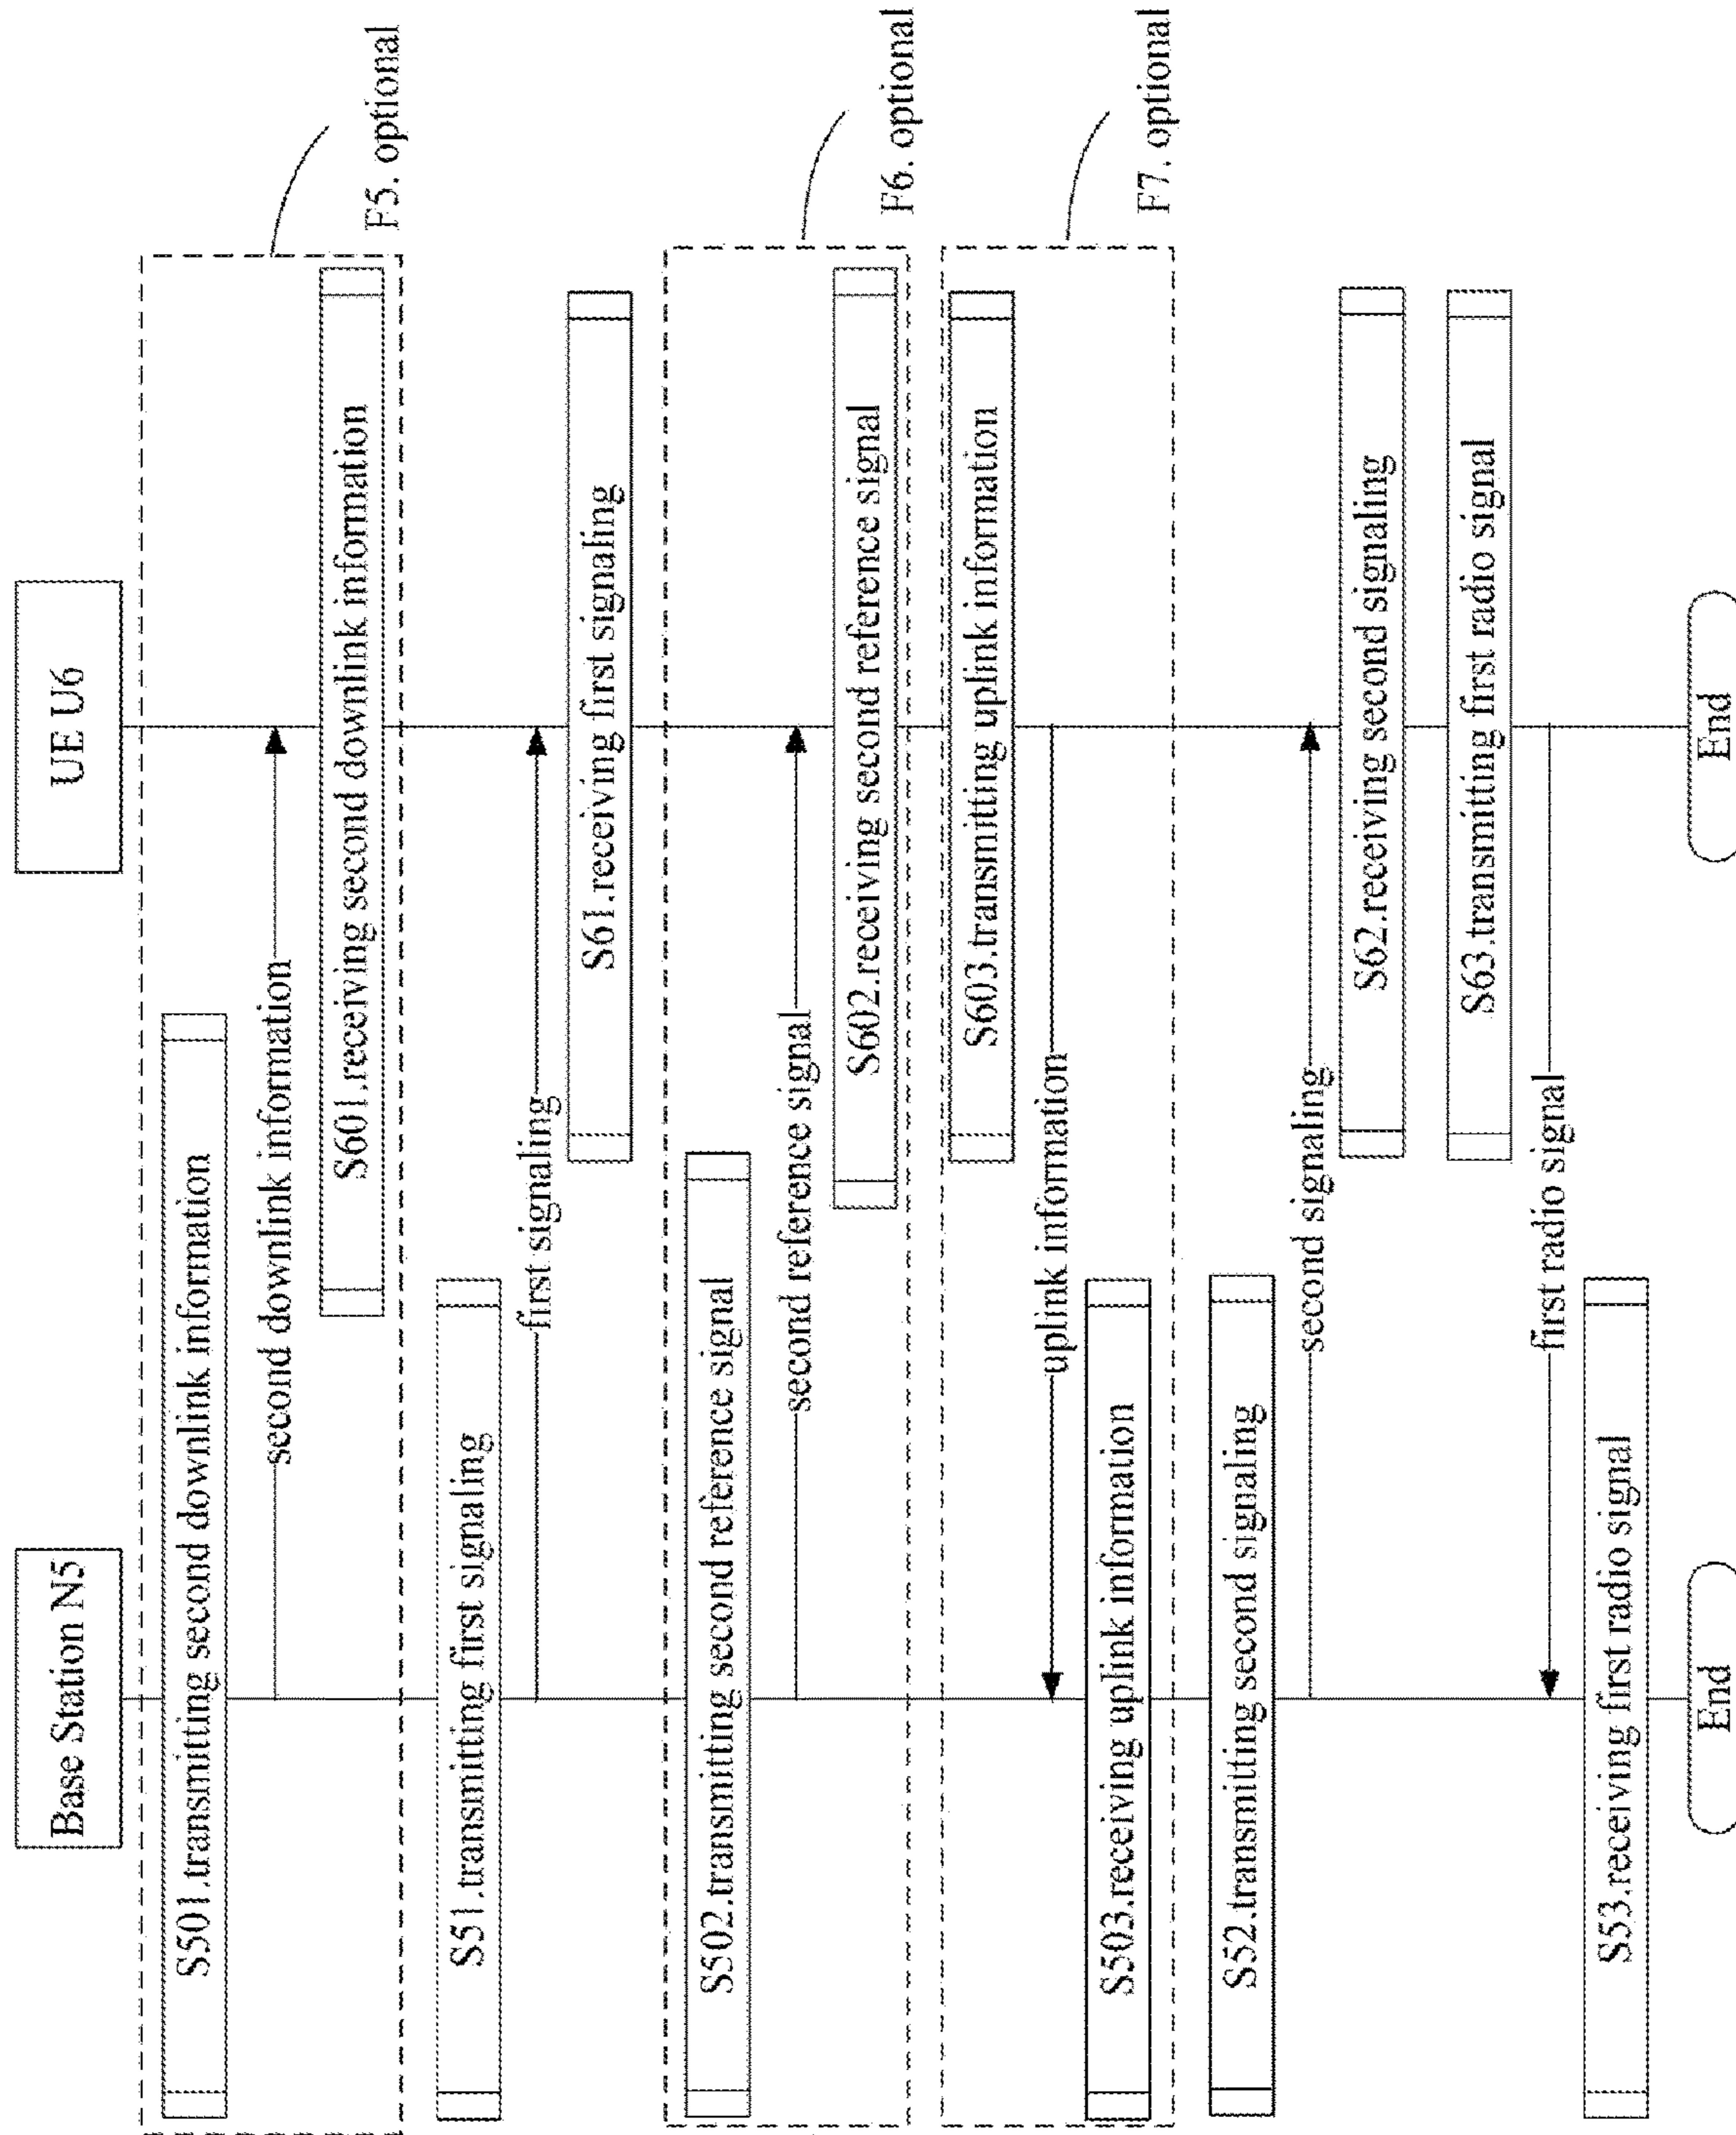 Base Station N5
UE U6
S501.transmitting second downlink information
second downlink information
S601.receiving second downlink information
F5. optional
S51.transmitting first signaling
first signaling
S61.receiving first signaling
S502.transmitting second reference signal
second reference signal
S602.receiving second reference signal
F6. optional
S603.transmitting uplink information
uplink information
S503.receiving uplink information
F7. optional
S52.transmitting second signaling
second signaling
S62.receiving second signaling
S63.transmitting first radio signal
first radio signal
S53.receiving first radio signal
End
End